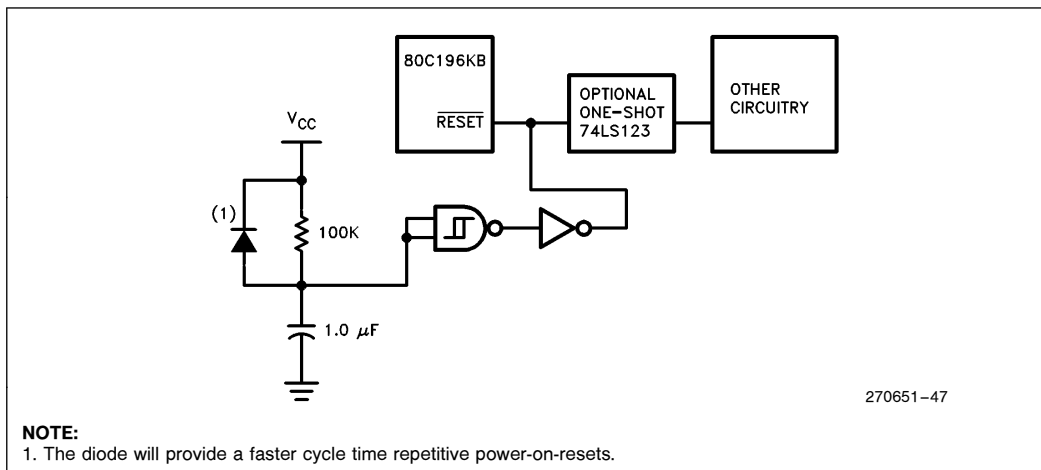 80C196KB
RESET
OPTIONAL
ONE-SHOT
74LS123
OTHER
CIRCUITRY
VCC
(1)
100K
1.0 μF
270651-47
NOTE:
1. The diode will provide a faster cycle time repetitive power-on-resets.